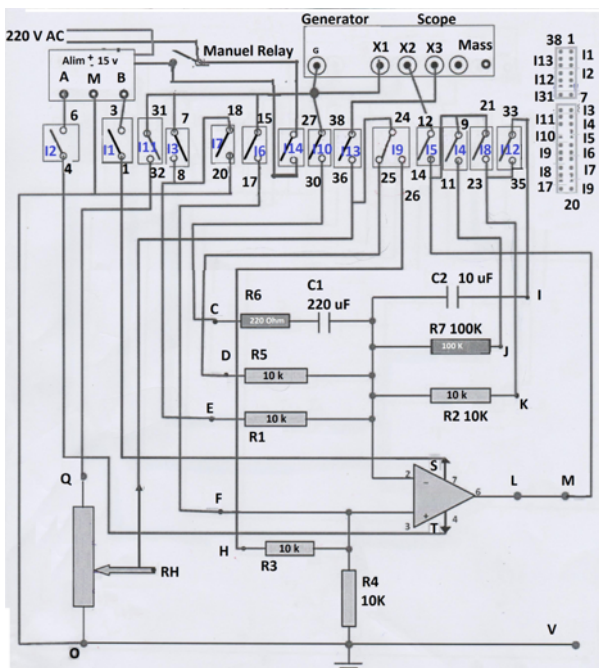 Generator Scope 38 1
220 V AC
Manuel Relay
Alim ± 15 v
A M B
G X1 X2 X3 Mass
I13 I1
I12 I2
I31 7
I11 I3
I10 I4
I9 I5
I8 I6
17 I7
I9
20
6 3 31 7 18 15 27 38 24 12 9 21 33
I2 I1 I11 I3 I7 I6 I14 I10 I13 I9 I5 I4 I8 I12
4 1 32 8 20 17 30 36 25 26 14 11 23 35
C1 C2 10 uF
R6 220 uF I
C 220 Ohm
R7 100K
D R5 100 K J
10 k
E 10 k 10 k K
R1 R2 10K
Q S 7
2 − L M
6
F +
3 T 4
H 10 k
RH R3
R4
10K
O V